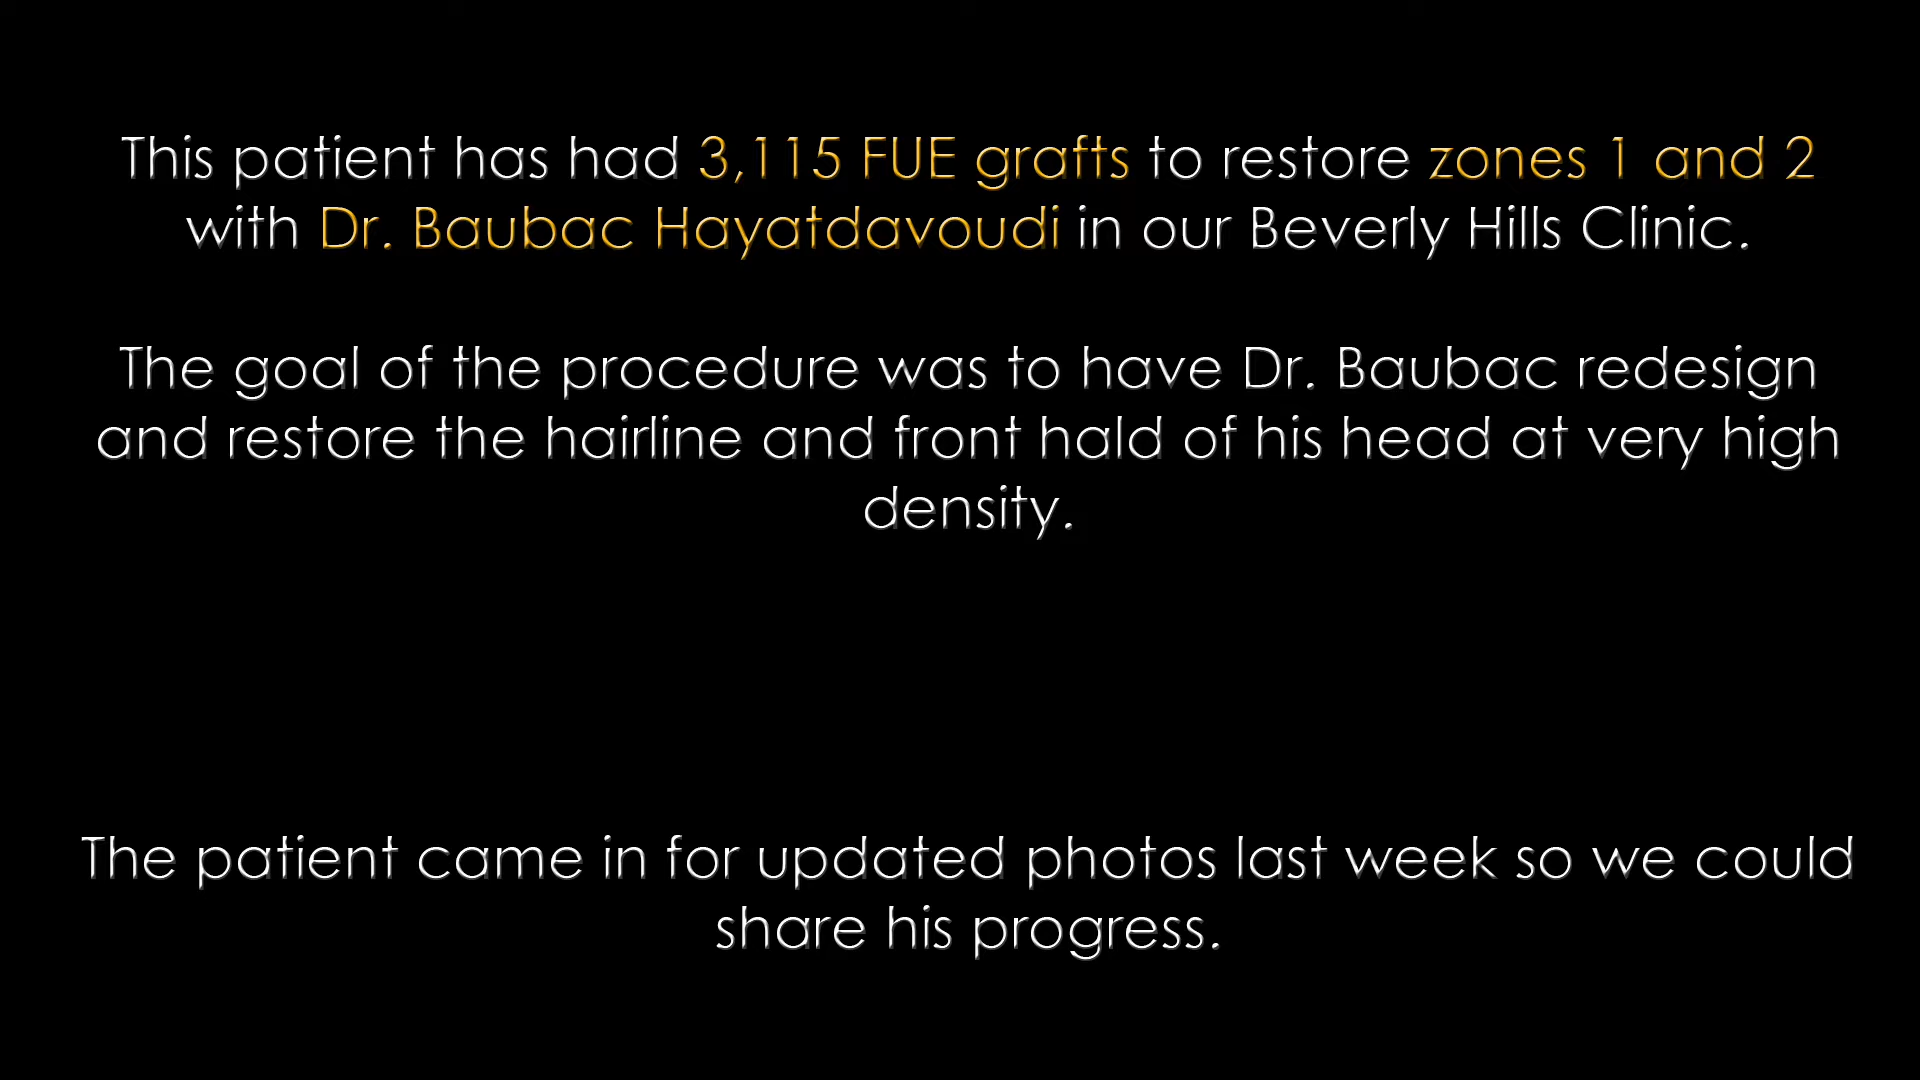 This patient has had 3,115 FUE grafts to restore zones 1 and 2
with Dr. Baubac Hayatdavoudi in our Beverly Hills Clinic.
The goal of the procedure was to have Dr. Baubac redesign
and restore the hairline and front hald of his head at very high
density.
The patient came in for updated photos last week so we could
share his progress.